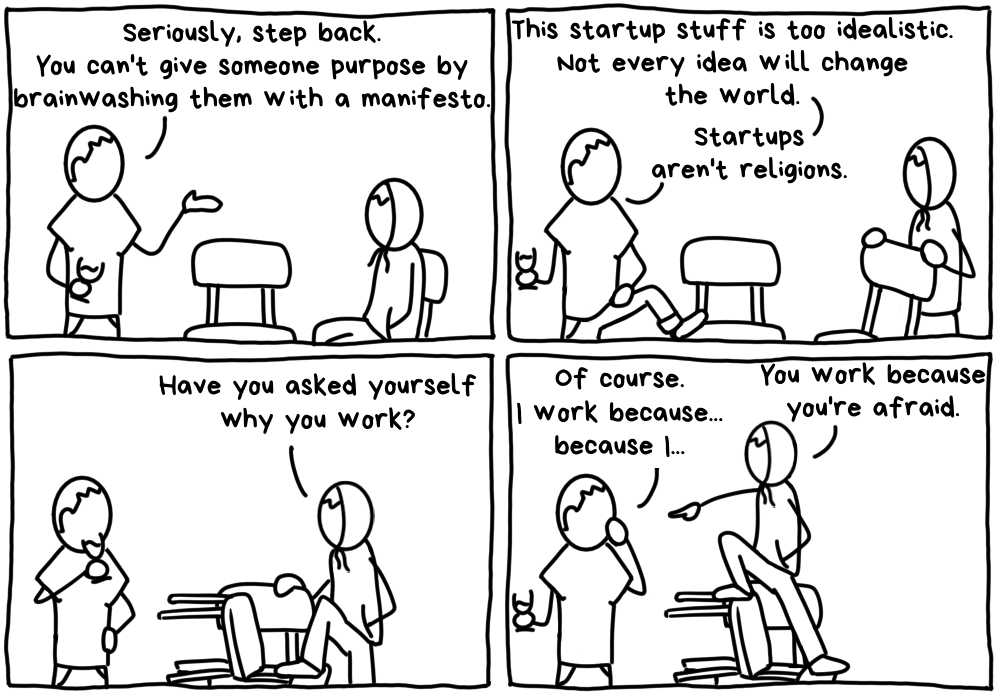 Seriously, step back.
You can't give someone purpose by
brainwashing them with a manifesto.
This startup stuff is too idealistic.
Not every idea will change
the world.
Startups
aren't religions.
Have you asked yourself
why you work?
Of course.
I work because...
because I...
You work because
you're afraid.